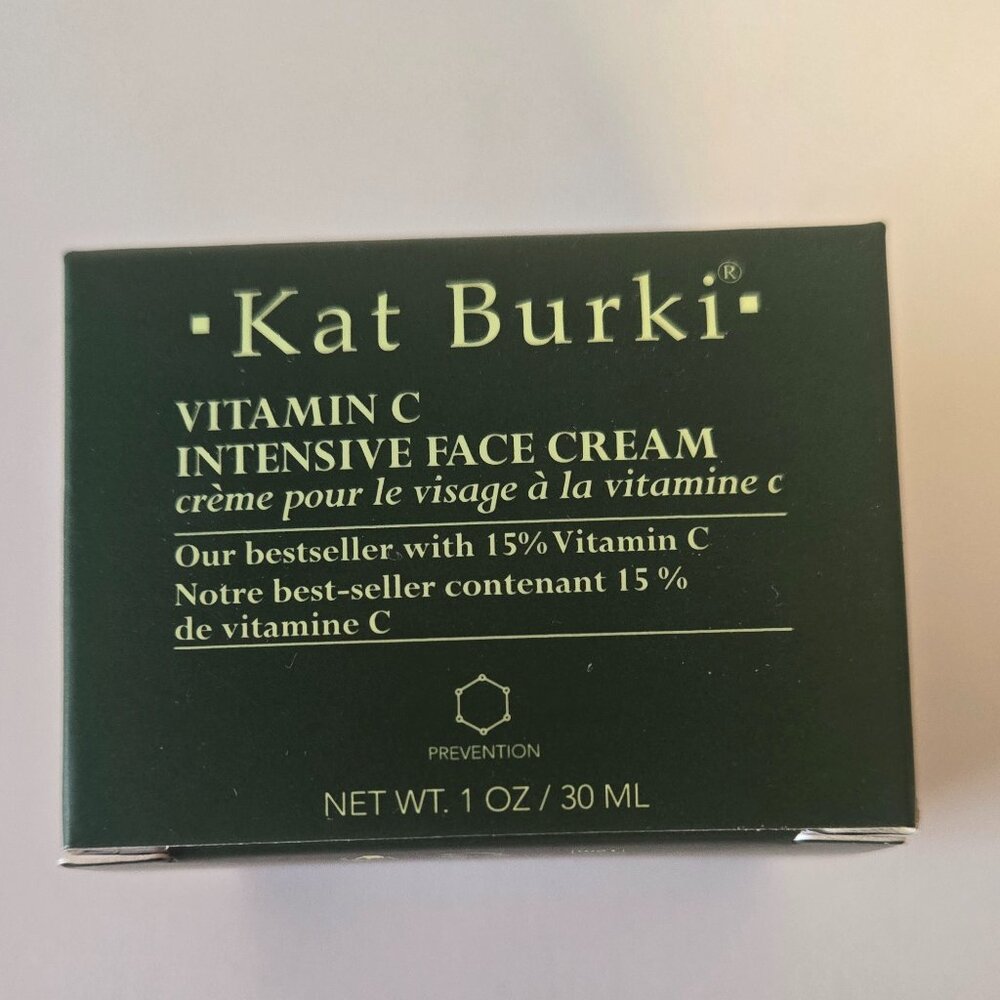 Kat Burki®
VITAMIN C
INTENSIVE FACE CREAM
crème pour le visage à la vitamine c
Our bestseller with 15% Vitamin C
Notre best-seller contenant 15 %
de vitamine C
PREVENTION
NET WT. 1 OZ / 30 ML